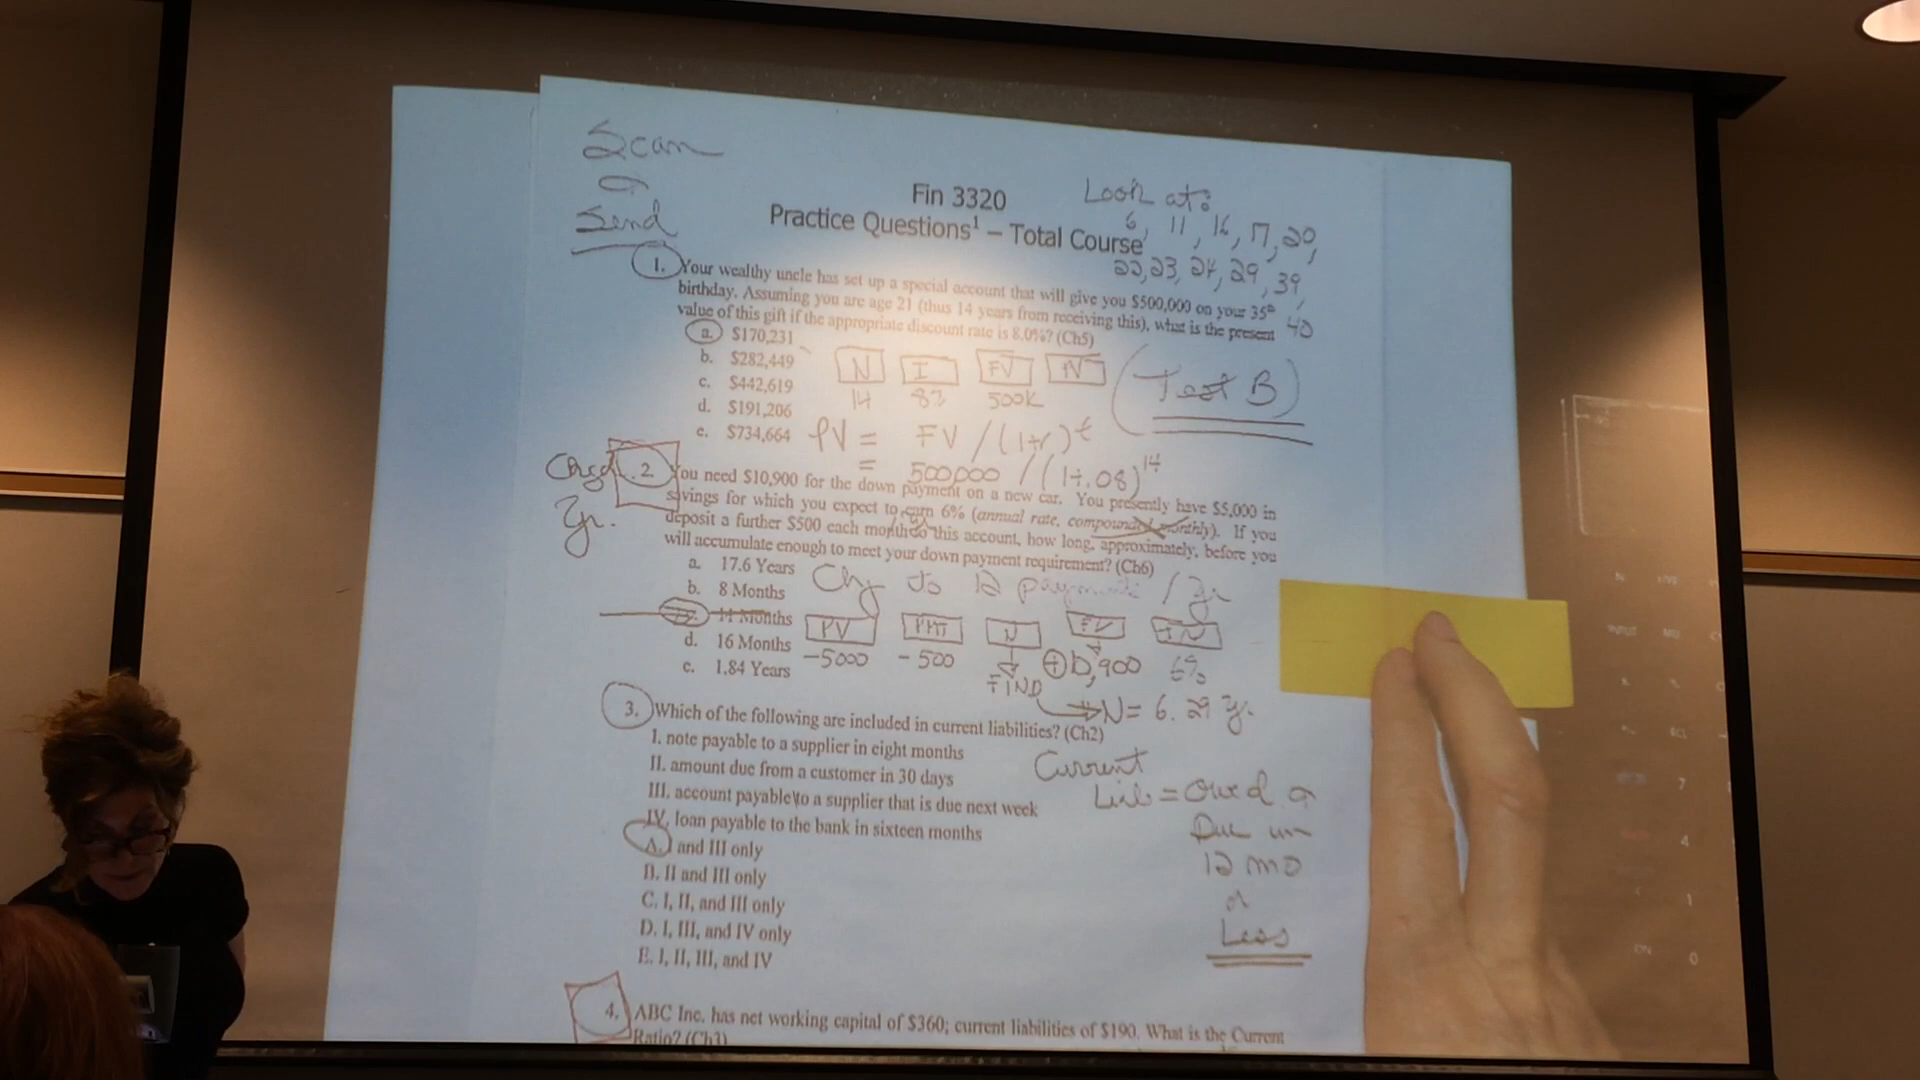 Scan
&
Send
Fin 3320
Practice Questions¹ – Total Course
Look at:
6, 11, 16, 17, 20,
22, 23, 24, 29, 39,
40
1. Your wealthy uncle has set up a special account that will give you $500,000 on your 35th
birthday. Assuming you are age 21 (thus 14 years from receiving this), what is the present
value of this gift if the appropriate discount rate is 8.0%? (Ch5)
a. $170,231
b. $282,449
c. $442,619
d. $191,206
e. $734,664
N I FV PV
14 8% 500K
(Test B)
PV = FV / (1+r)^t
= 500,000 / (1+.08)^14
Chgd
Yr.
2. You need $10,900 for the down payment on a new car. You presently have $5,000 in
savings for which you expect to earn 6% (annual rate, compounded monthly). If you
deposit a further $500 each month to this account, how long, approximately, before you
will accumulate enough to meet your down payment requirement? (Ch6)
a. 17.6 Years
b. 8 Months
11 Months
d. 16 Months
e. 1.84 Years
Chg to 12 payments / Yr
PV PMT N FV
-5000 -500 FIND 10,900 6%
N = 6.29 Yr
3. Which of the following are included in current liabilities? (Ch2)
I. note payable to a supplier in eight months
II. amount due from a customer in 30 days
III. account payable to a supplier that is due next week
IV. loan payable to the bank in sixteen months
A. I and III only
B. II and III only
C. I, II, and III only
D. I, III, and IV only
E. I, II, III, and IV
Current
Liab = Owed &
Due in
12 mo
or
Less
4. ABC Inc. has net working capital of $360; current liabilities of $190. What is the Current
Ratio? (Ch3)
7
4
1
ON 0